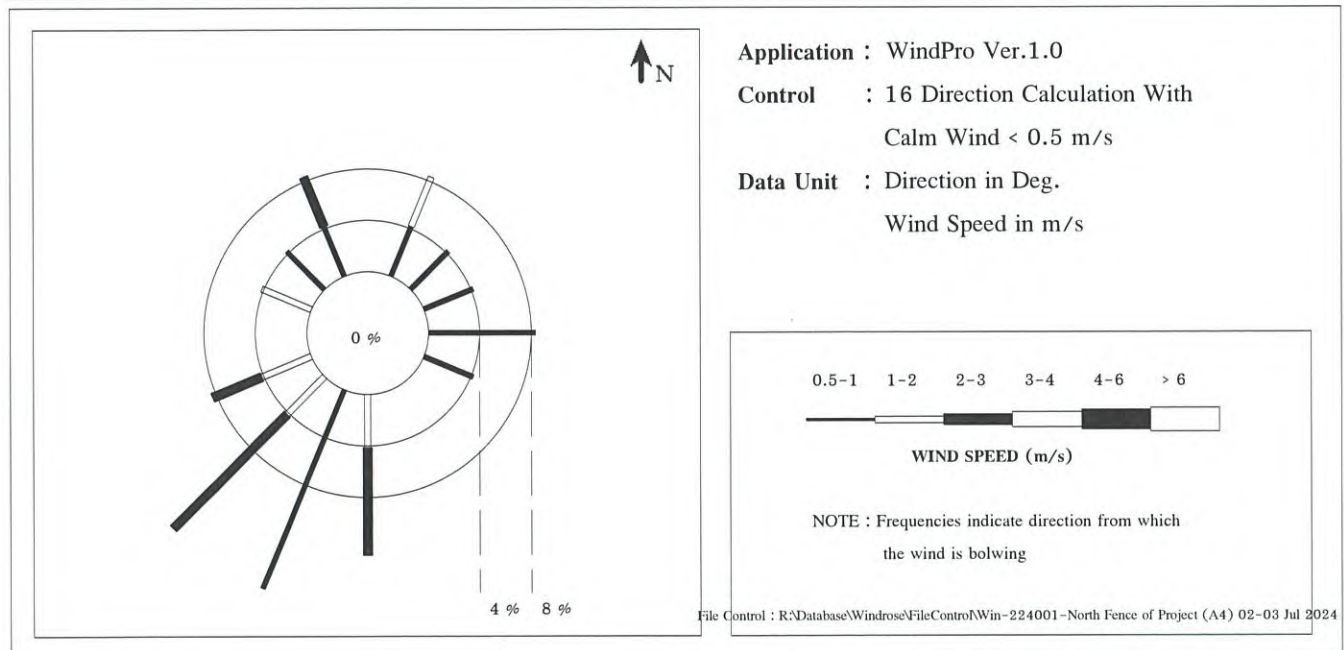 N
0 %
4 % 8 %
Application : WindPro Ver.1.0
Control : 16 Direction Calculation With
Calm Wind < 0.5 m/s
Data Unit : Direction in Deg.
Wind Speed in m/s
0.5-1 1-2 2-3 3-4 4-6 > 6
WIND SPEED (m/s)
NOTE : Frequencies indicate direction from which
the wind is bolwing
File Control : R:\Database\Windrose\FileControl\Win-224001-North Fence of Project (A4) 02-03 Jul 2024